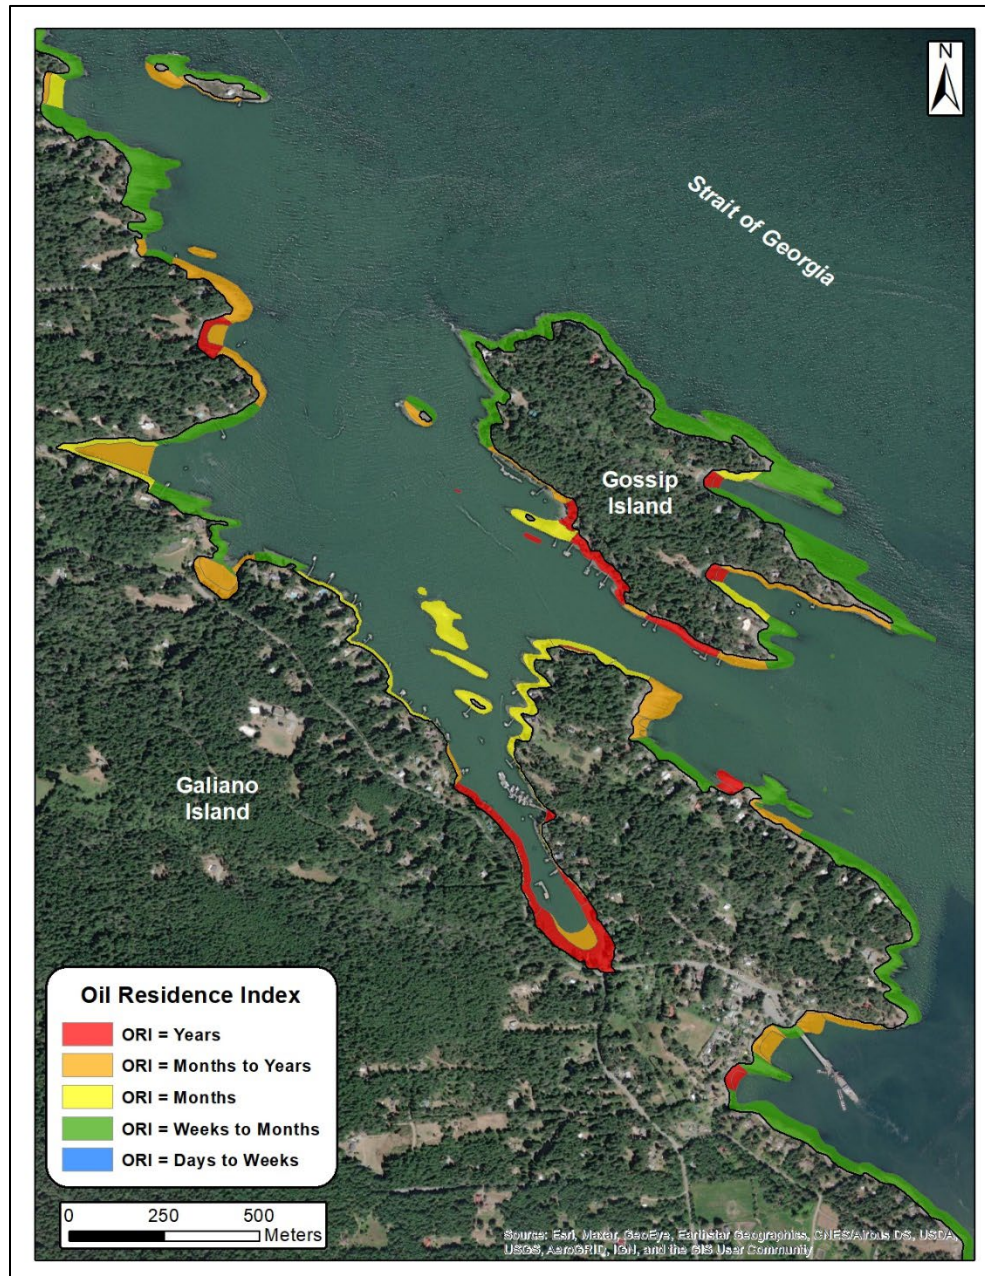 N
Strait of Georgia
Gossip
Island
Galiano
Island
Oil Residence Index
ORI = Years
ORI = Months to Years
ORI = Months
ORI = Weeks to Months
ORI = Days to Weeks
0 250 500
Meters
Source: Esri, Maxar, GeoEye, Earthstar Geographics, CNES/Airbus DS, USDA,
USGS, AeroGRID, IGN, and the GIS User Community